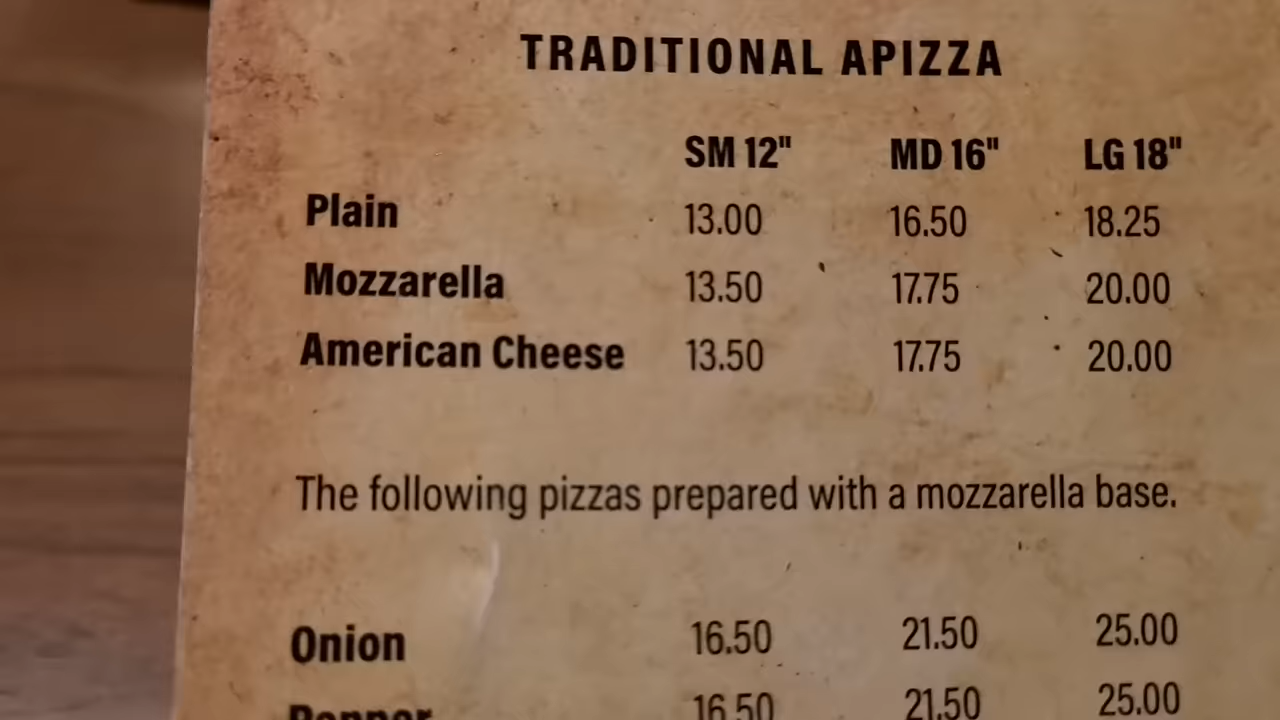 TRADITIONAL APIZZA
SM 12" MD 16" LG 18"
Plain 13.00 16.50 18.25
Mozzarella 13.50 17.75 20.00
American Cheese 13.50 17.75 20.00
The following pizzas prepared with a mozzarella base.
Onion 16.50 21.50 25.00
Pepper 16.50 21.50 25.00